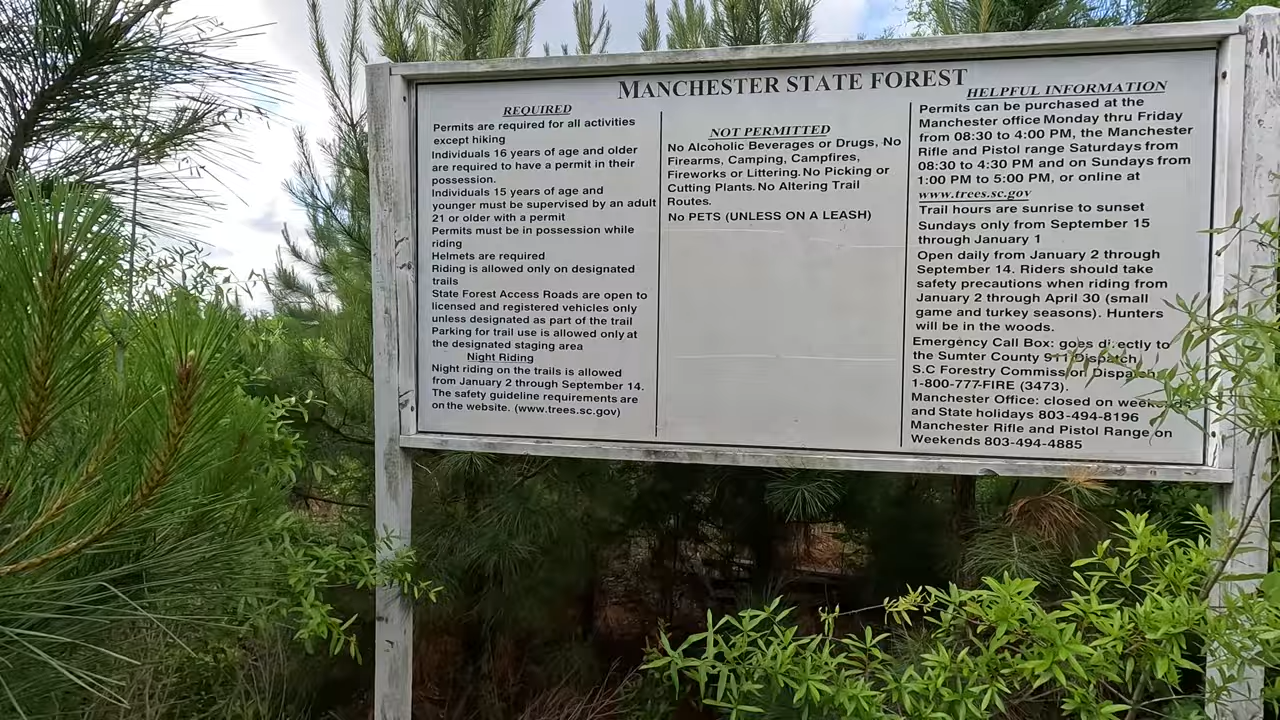 MANCHESTER STATE FOREST
REQUIRED
Permits are required for all activities
except hiking
Individuals 16 years of age and older
are required to have a permit in their
possession.
Individuals 15 years of age and
younger must be supervised by an adult
21 or older with a permit
Permits must be in possession while
riding
Helmets are required
Riding is allowed only on designated
trails
State Forest Access Roads are open to
licensed and registered vehicles only
unless designated as part of the trail
Parking for trail use is allowed only at
the designated staging area
Night Riding
Night riding on the trails is allowed
from January 2 through September 14.
The safety guideline requirements are
on the website. (www.trees.sc.gov)
NOT PERMITTED
No Alcoholic Beverages or Drugs, No
Firearms, Camping, Campfires,
Fireworks or Littering. No Picking or
Cutting Plants. No Altering Trail
Routes.
No PETS (UNLESS ON A LEASH)
HELPFUL INFORMATION
Permits can be purchased at the
Manchester office Monday thru Friday
from 08:30 to 4:00 PM, the Manchester
Rifle and Pistol range Saturdays from
08:30 to 4:30 PM and on Sundays from
1:00 PM to 5:00 PM, or online at
www.trees.sc.gov
Trail hours are sunrise to sunset
Sundays only from September 15
through January 1
Open daily from January 2 through
September 14. Riders should take
safety precautions when riding from
January 2 through April 30 (small
game and turkey seasons). Hunters
will be in the woods.
Emergency Call Box: goes directly to
the Sumter County 911 Dispatch
S.C Forestry Commission Dispatch
1-800-777-FIRE (3473).
Manchester Office: closed on weekends
and State holidays 803-494-8196
Manchester Rifle and Pistol Range on
Weekends 803-494-4885